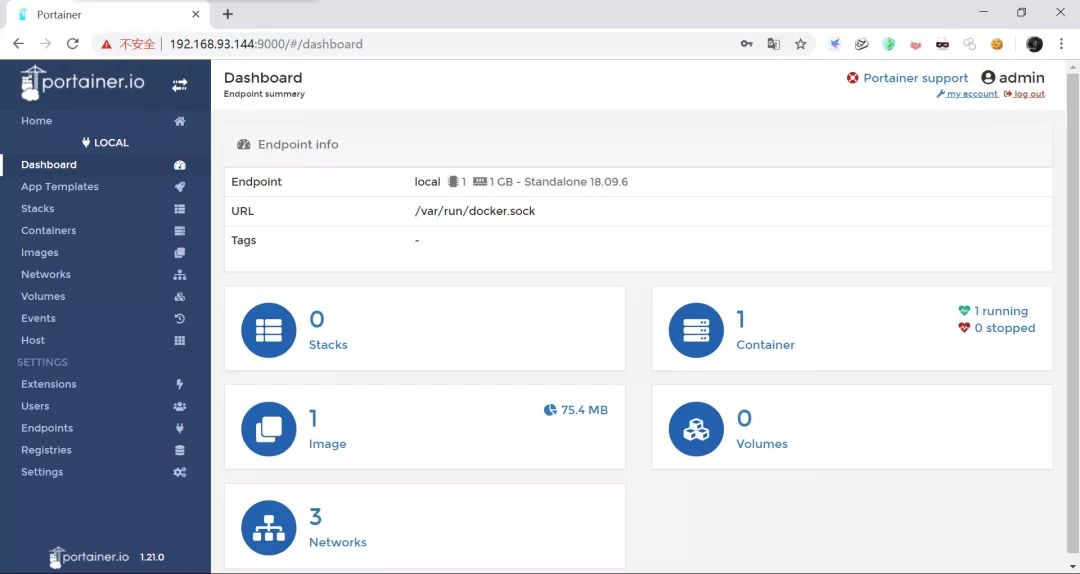 Portainer
不安全 | 192.168.93.144:9000/#/dashboard
portainer.io
Home
LOCAL
Dashboard
App Templates
Stacks
Containers
Images
Networks
Volumes
Events
Host
SETTINGS
Extensions
Users
Endpoints
Registries
Settings
portainer.io 1.21.0
Dashboard
Endpoint summary
Portainer support admin
my account log out
Endpoint info
Endpoint local 1 1 GB - Standalone 18.09.6
URL /var/run/docker.sock
Tags -
0
Stacks
1
Container
1 running
0 stopped
1
Image
75.4 MB
0
Volumes
3
Networks